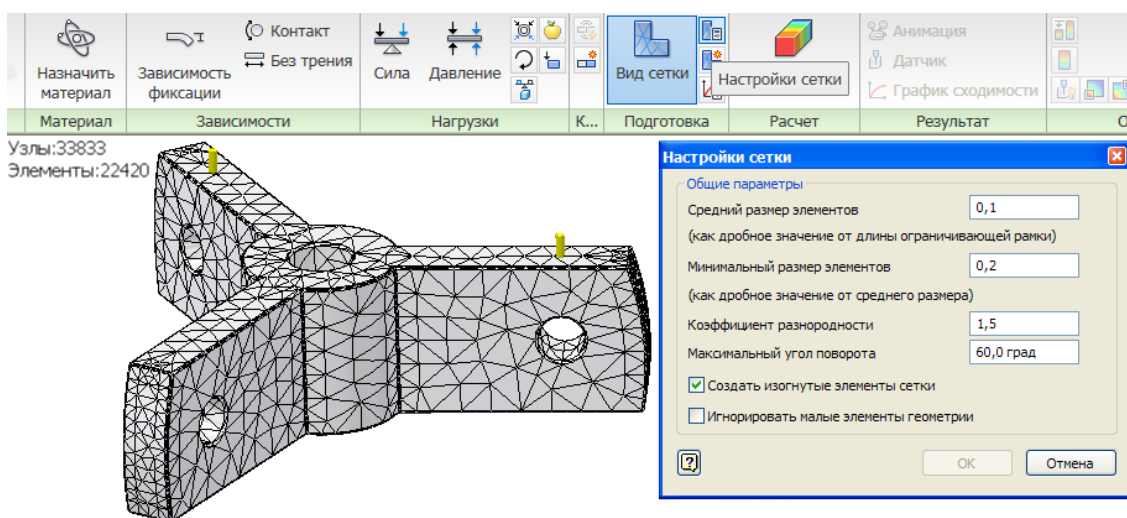 Назначить материал
Зависимость фиксации
Контакт
Без трения
Сила
Давление
Вид сетки
Настройки сетки
Анимация
Датчик
График сходимости
Материал
Зависимости
Нагрузки
К...
Подготовка
Расчет
Результат
О
Узлы:33833
Элементы:22420
Настройки сетки
Общие параметры
Средний размер элементов 0,1
(как дробное значение от длины ограничивающей рамки)
Минимальный размер элементов 0,2
(как дробное значение от среднего размера)
Коэффициент разнородности 1,5
Максимальный угол поворота 60,0 град
Создать изогнутые элементы сетки
Игнорировать малые элементы геометрии
ОК
Отмена